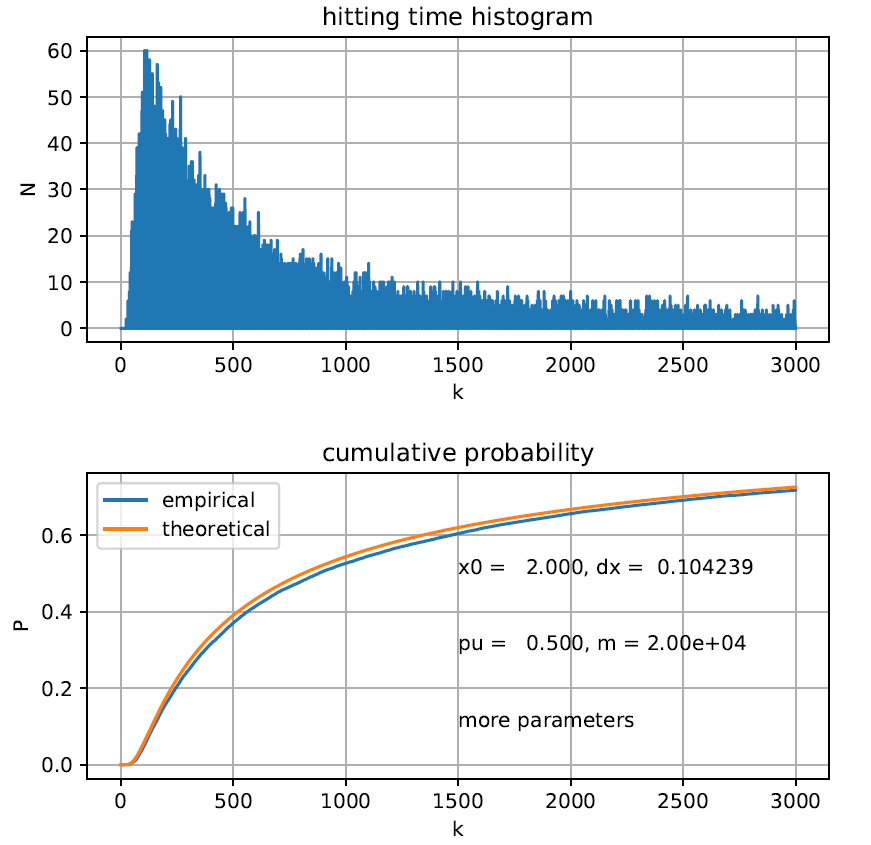 hitting time histogram
60
50
40
30
20
10
0
N
0 500 1000 1500 2000 2500 3000
k
cumulative probability
empirical
theoretical
0.6
0.4
0.2
0.0
P
x0 =   2.000, dx =  0.104239
pu =   0.500, m = 2.00e+04
more parameters
0 500 1000 1500 2000 2500 3000
k